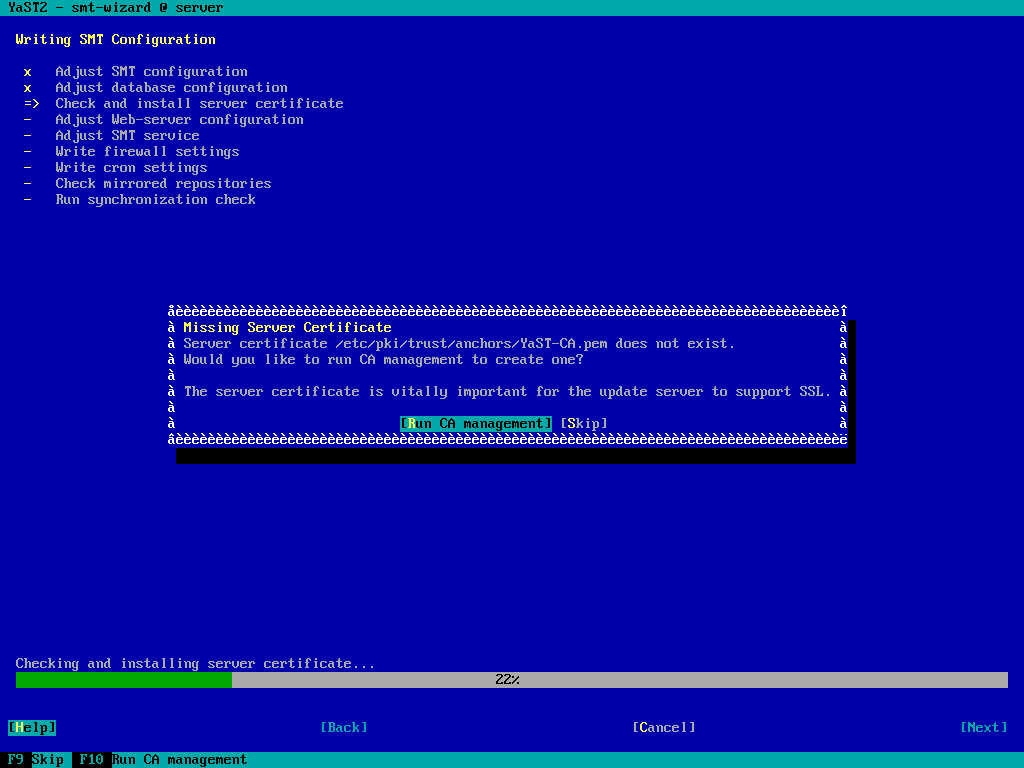 YaST2 - smt-wizard @ server
Writing SMT Configuration
x Adjust SMT configuration
x Adjust database configuration
=> Check and install server certificate
- Adjust Web-server configuration
- Adjust SMT service
- Write firewall settings
- Write cron settings
- Check mirrored repositories
- Run synchronization check
Missing Server Certificate
Server certificate /etc/pki/trust/anchors/YaST-CA.pem does not exist.
Would you like to run CA management to create one?
The server certificate is vitally important for the update server to support SSL.
[Run CA management] [Skip]
Checking and installing server certificate...
22%
[Help] [Back] [Cancel] [Next]
F9 Skip F10 Run CA management